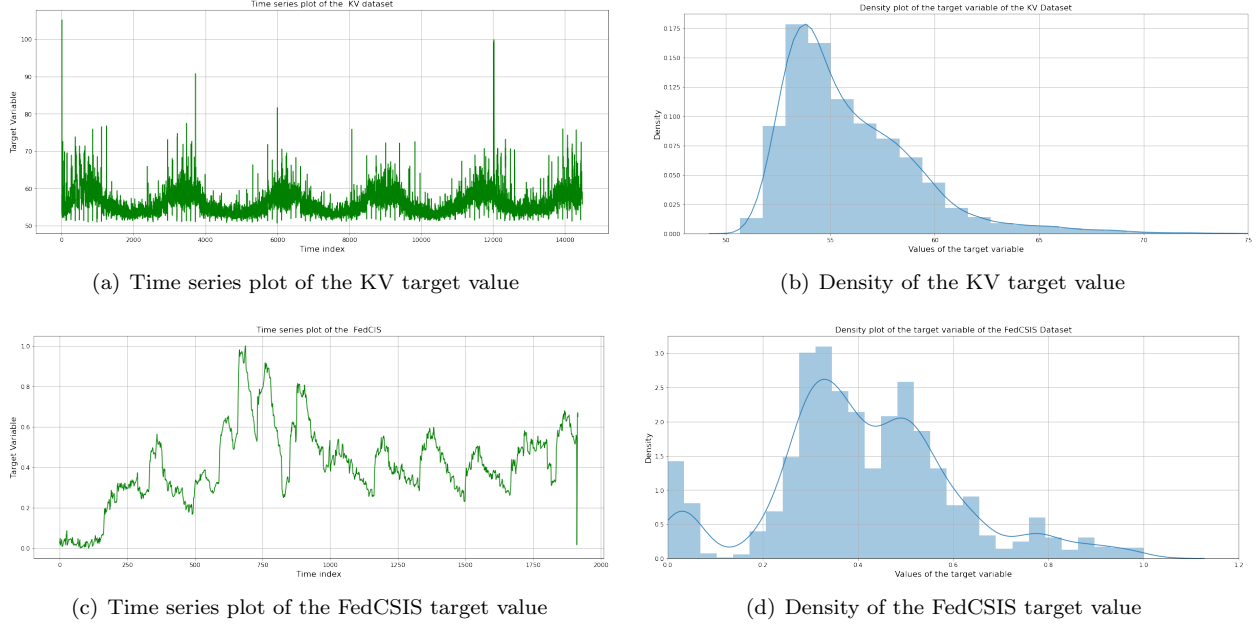 Time series plot of the KV dataset
Target Variable
100
90
80
70
60
50
0 2000 4000 6000 8000 10000 12000 14000
Time index
(a) Time series plot of the KV target value
Density plot of the target variable of the KV Dataset
Density
0.175
0.150
0.125
0.100
0.075
0.050
0.025
0.000
50 55 60 65 70 75
Values of the target variable
(b) Density of the KV target value
Time series plot of the FedCIS
Target Variable
1.0
0.8
0.6
0.4
0.2
0.0
0 250 500 750 1000 1250 1500 1750 2000
Time index
(c) Time series plot of the FedCSIS target value
Density plot of the target variable of the FedCSIS Dataset
Density
3.0
2.5
2.0
1.5
1.0
0.5
0.0
0.0 0.2 0.4 0.6 0.8 1.0 1.2
Values of the target variable
(d) Density of the FedCSIS target value